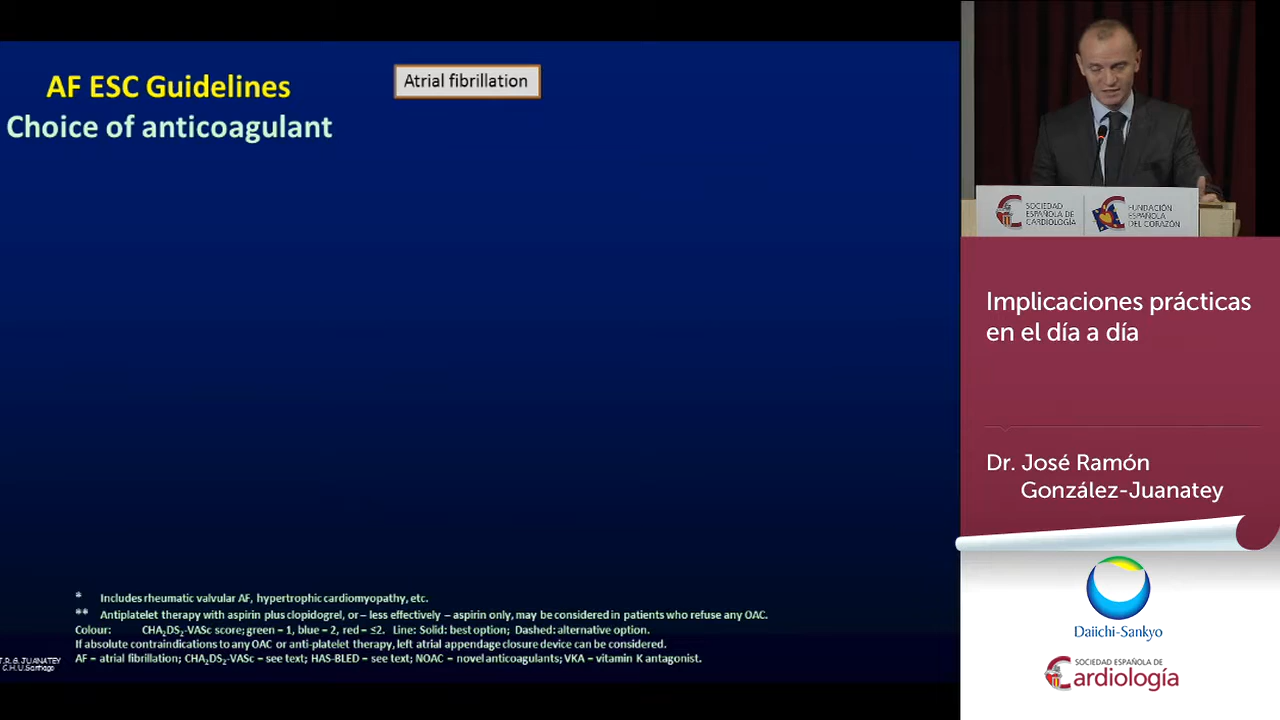 AF ESC Guidelines
Choice of anticoagulant
Atrial fibrillation
* Includes rheumatic valvular AF, hypertrophic cardiomyopathy, etc.
** Antiplatelet therapy with aspirin plus clopidogrel, or – less effectively – aspirin only, may be considered in patients who refuse any OAC.
Colour: CHA2DS2-VASc score; green = 1, blue = 2, red = ≤2. Line: Solid: best option; Dashed: alternative option.
If absolute contraindications to any OAC or anti-platelet therapy, left atrial appendage closure device can be considered.
AF = atrial fibrillation; CHA2DS2-VASc = see text; HAS-BLED = see text; NOAC = novel anticoagulants; VKA = vitamin K antagonist.
J.R.G. JUANATEY
C.H.U.Santiago
SOCIEDAD
ESPAÑOLA DE
CARDIOLOGÍA
FUNDACIÓN
ESPAÑOLA
DEL CORAZÓN
Implicaciones prácticas
en el día a día
Dr. José Ramón
González-Juanatey
Daiichi-Sankyo
SOCIEDAD ESPAÑOLA DE
Cardiología